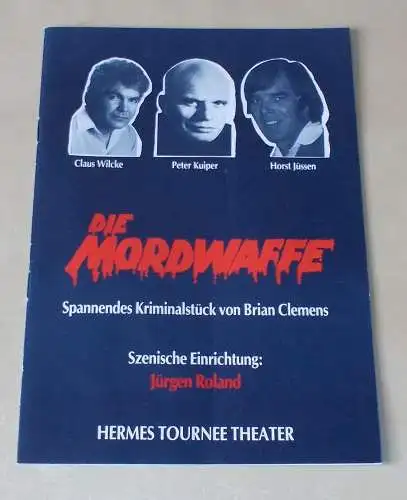 Claus Wilcke Peter Kuiper Horst Jüssen
DIE
MORDWAFFE
Spannendes Kriminalstück von Brian Clemens
Szenische Einrichtung:
Jürgen Roland
HERMES TOURNEE THEATER